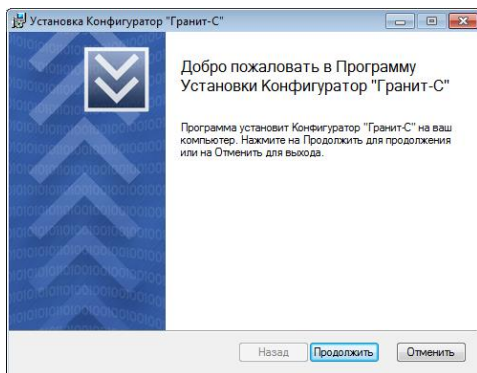 Установка Конфигуратор "Гранит-С"
Добро пожаловать в Программу
Установки Конфигуратор "Гранит-С"
Программа установит Конфигуратор "Гранит-С" на ваш
компьютер. Нажмите на Продолжить для продолжения
или на Отменить для выхода.
Назад
Продолжить
Отменить